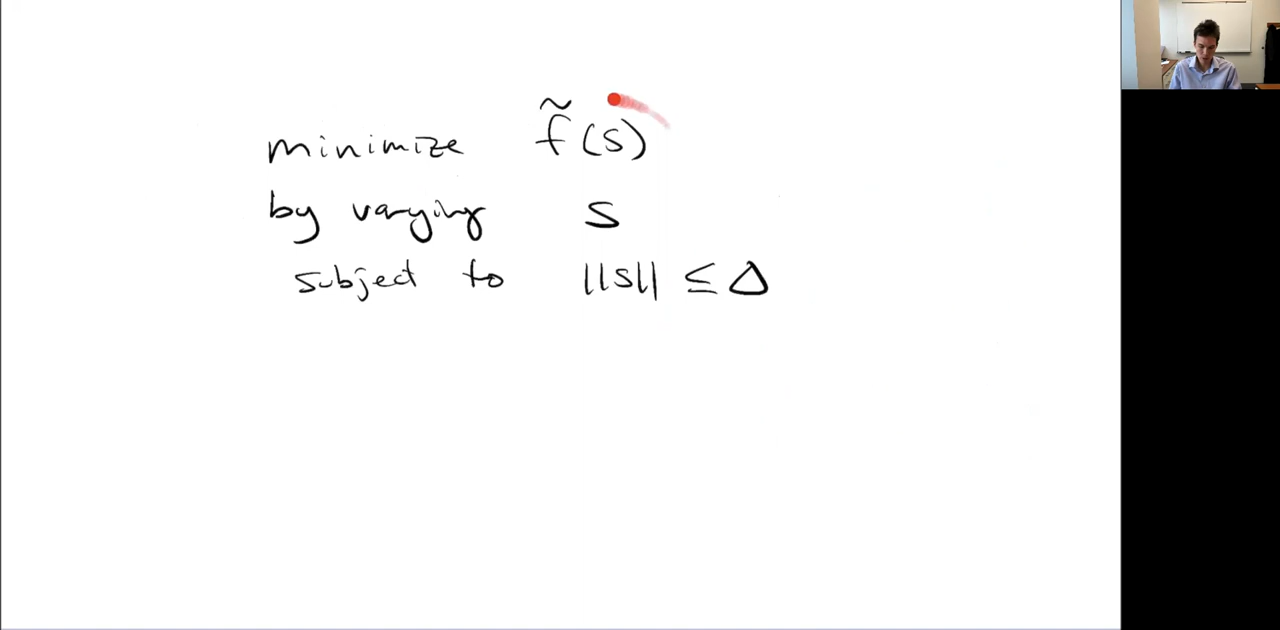 minimize f̃(s)
by varying s
subject to ||s|| ≤ Δ